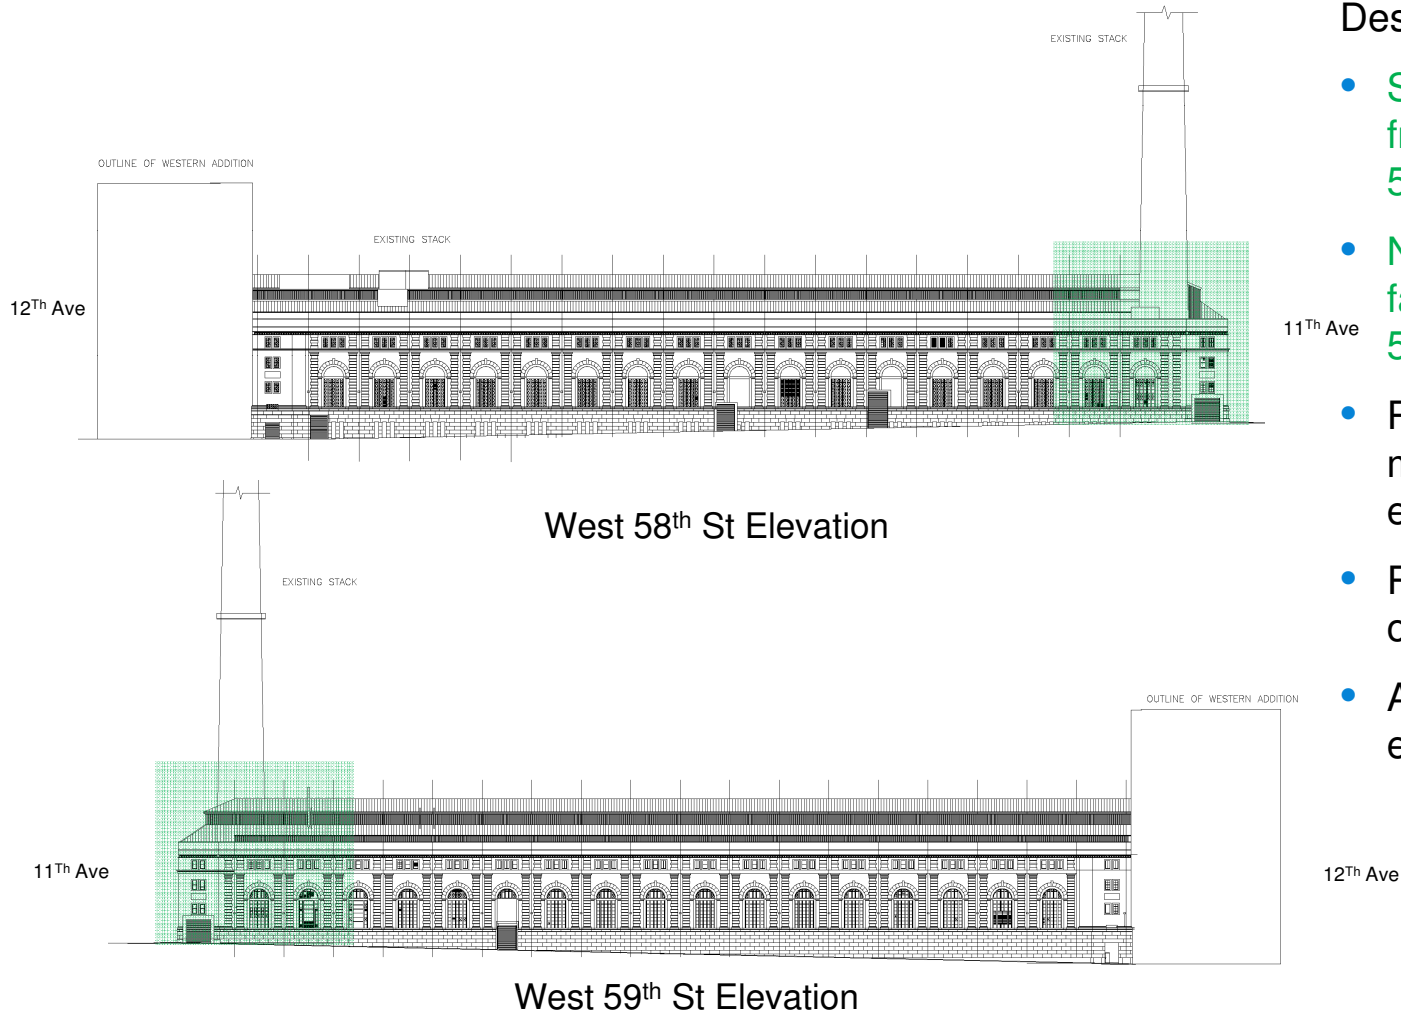 EXISTING STACK
OUTLINE OF WESTERN ADDITION
EXISTING STACK
12Th Ave
11Th Ave
West 58th St Elevation
EXISTING STACK
OUTLINE OF WESTERN ADDITION
11Th Ave
12Th Ave
West 59th St Elevation